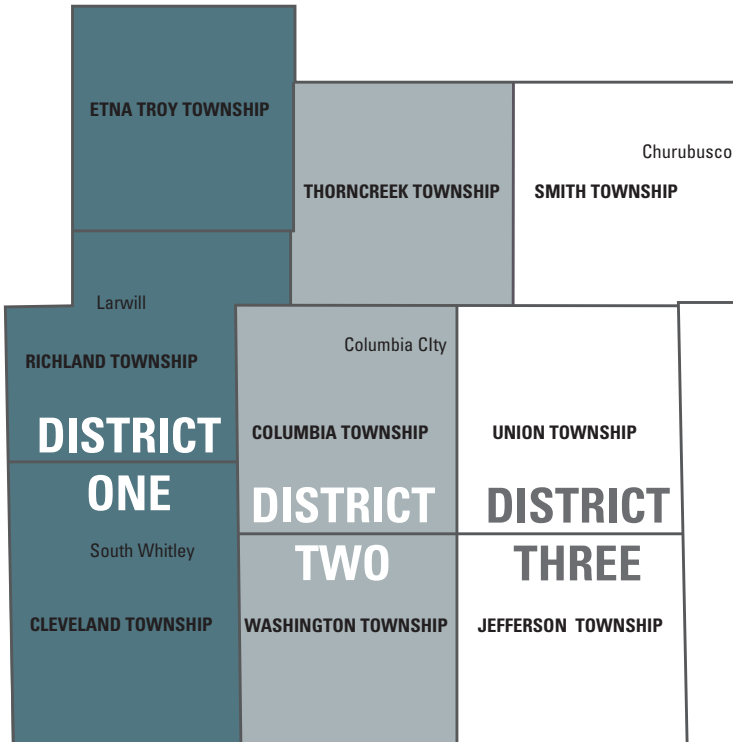 ETNA TROY TOWNSHIP
Churubusco
THORNCREEK TOWNSHIP
SMITH TOWNSHIP
Larwill
Columbia CIty
RICHLAND TOWNSHIP
DISTRICT
COLUMBIA TOWNSHIP
UNION TOWNSHIP
ONE
DISTRICT
DISTRICT
South Whitley
TWO
THREE
CLEVELAND TOWNSHIP
WASHINGTON TOWNSHIP
JEFFERSON TOWNSHIP